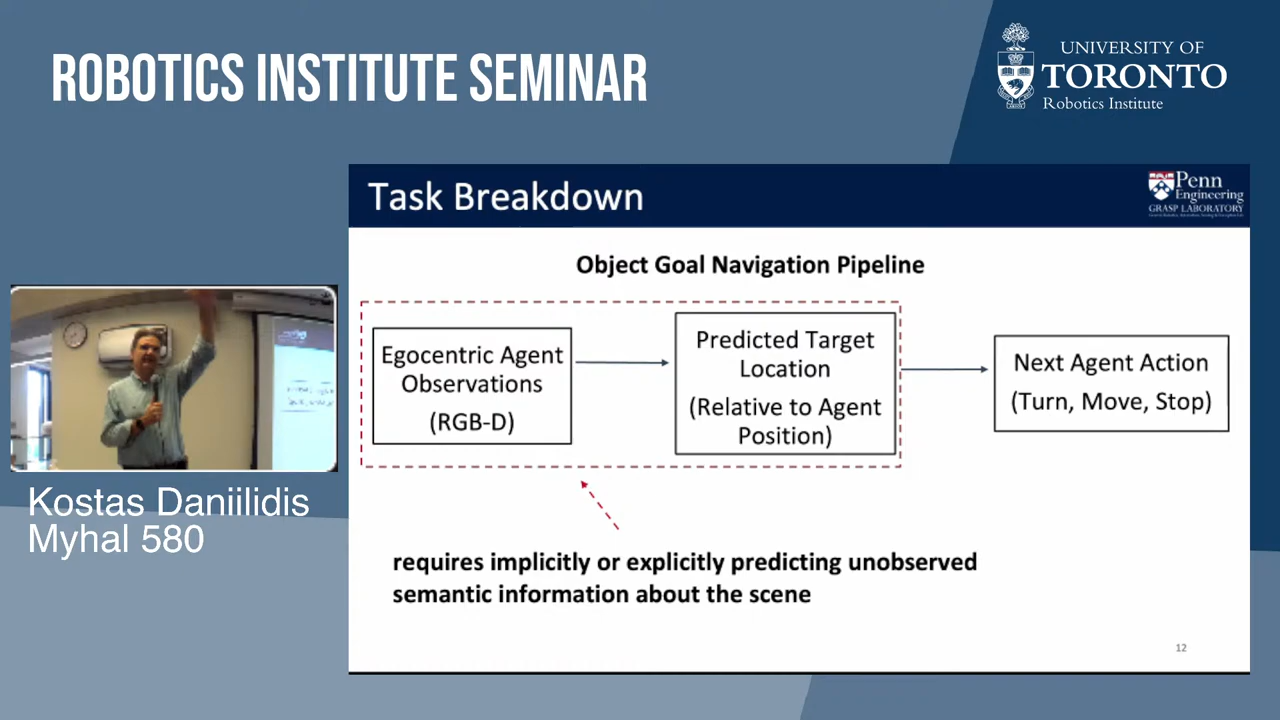 ROBOTICS INSTITUTE SEMINAR
UNIVERSITY OF
TORONTO
Robotics Institute
Task Breakdown
Penn
Engineering
GRASP LABORATORY
Object Goal Navigation Pipeline
Egocentric Agent
Observations
(RGB-D)
Predicted Target
Location
(Relative to Agent
Position)
Next Agent Action
(Turn, Move, Stop)
Kostas Daniilidis
Myhal 580
requires implicitly or explicitly predicting unobserved
semantic information about the scene
12